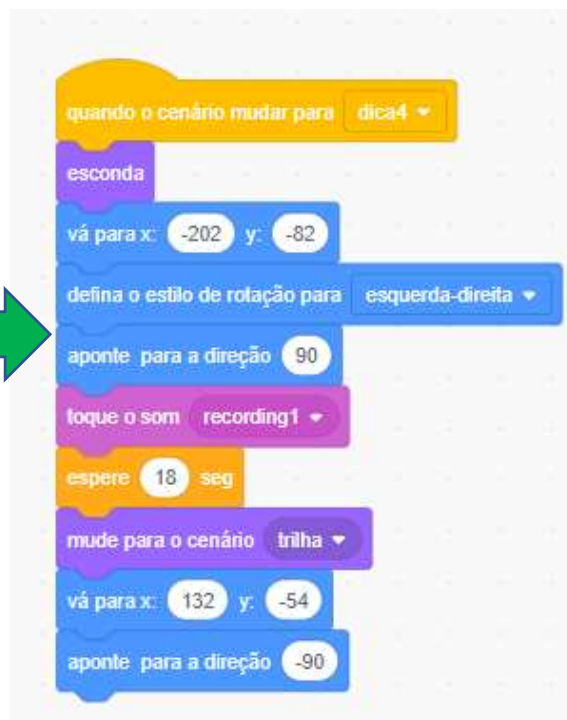 quando o cenário mudar para dica4
esconda
vá para x: -202 y: -82
defina o estilo de rotação para esquerda-direita
aponte para a direção 90
toque o som recording1
espere 18 seg
mude para o cenário trilha
vá para x: 132 y: -54
aponte para a direção -90